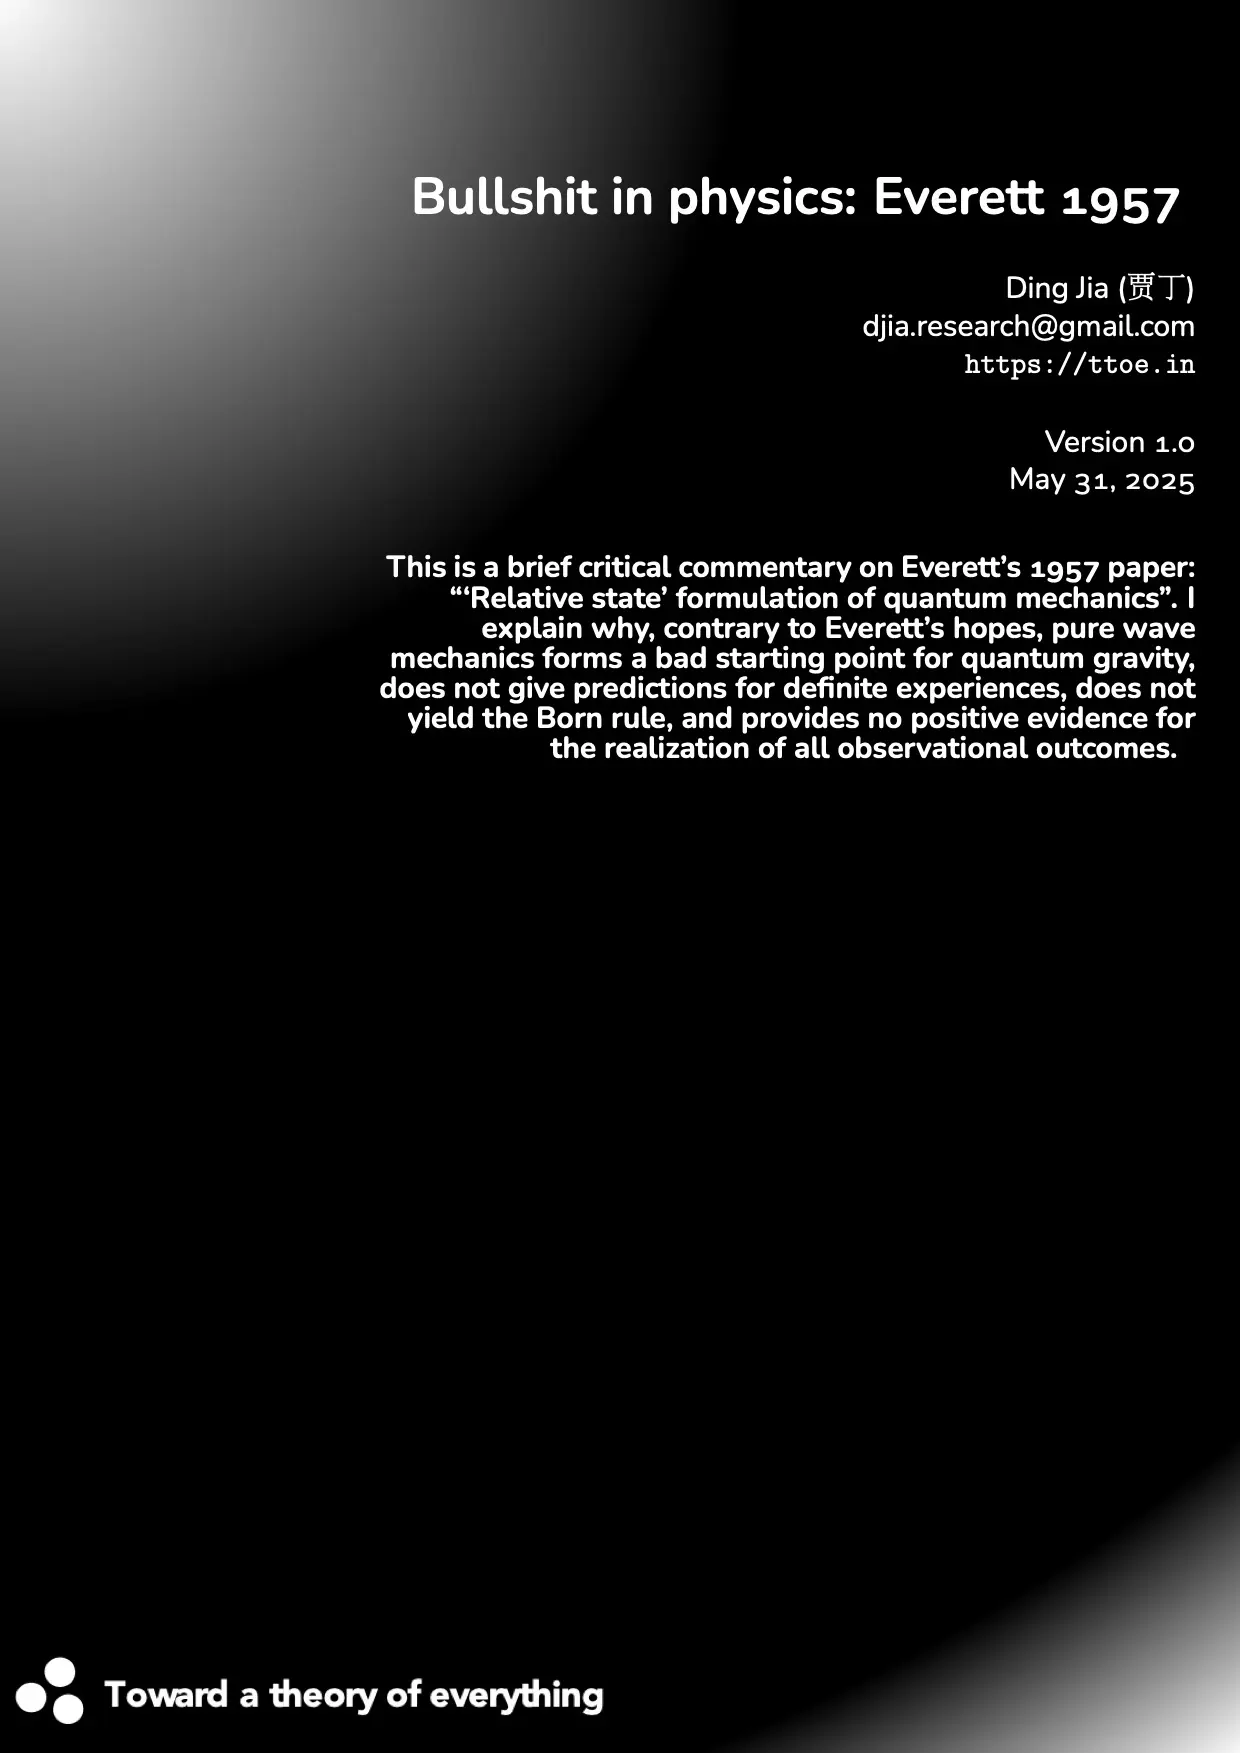 Bullshit in physics: Everett 1957
Ding Jia (贾丁)
djia.research@gmail.com
https://ttoe.in
Version 1.0
May 31, 2025
This is a brief critical commentary on Everett’s 1957 paper:
“‘Relative state’ formulation of quantum mechanics”. I
explain why, contrary to Everett’s hopes, pure wave
mechanics forms a bad starting point for quantum gravity,
does not give predictions for definite experiences, does not
yield the Born rule, and provides no positive evidence for
the realization of all observational outcomes.
Toward a theory of everything